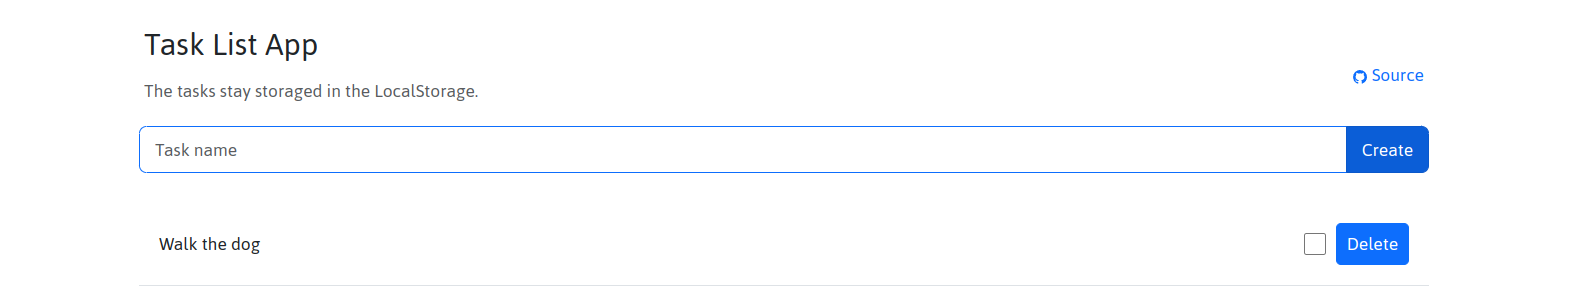 Task List App
The tasks stay storaged in the LocalStorage.
Source
Task name
Create
Walk the dog
Delete